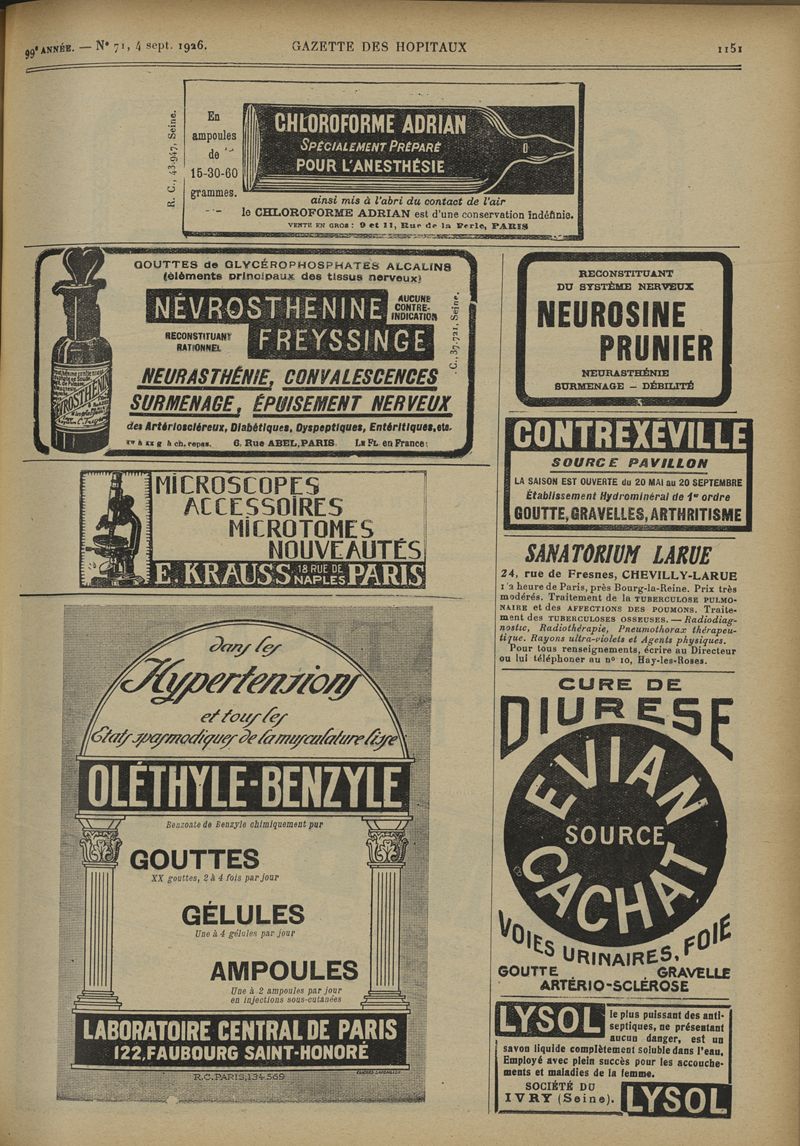 99e ANNÉE. — N° 71, 4 sept. 1926.
GAZETTE DES HOPITAUX
1151
R. C., 43-947, Seine.
En
ampoules
de
15-30-60
grammes.
CHLOROFORME ADRIAN
SPÉCIALEMENT PRÉPARÉ
POUR L'ANESTHÉSIE
ainsi mis à l'abri du contact de l'air
le CHLOROFORME ADRIAN est d'une conservation indéfinie.
VENTE EN GROS : 9 et 11, Rue de la Perle, PARIS
GOUTTES de GLYCÉROPHOSPHATES ALCALINS
(éléments principaux des tissus nerveux)
NÉVROSTHÉNINE
AUCUNE
CONTRE-
INDICATION
RECONSTITUANT
RATIONNEL
FREYSSINGE
. C., 37.721, Seine.
NEURASTHÉNIE, CONVALESCENCES
SURMENAGE, ÉPUISEMENT NERVEUX
des Artérioscléreux, Diabétiques, Dyspeptiques, Entéritiques, etc.
XV à XX g à ch. repas. 6, Rue ABEL, PARIS LE FL. en France:
RECONSTITUANT
DU SYSTÈME NERVEUX
NEUROSINE
PRUNIER
NEURASTHÉNIE
SURMENAGE — DÉBILITÉ
CONTREXEVILLE
SOURCE PAVILLON
LA SAISON EST OUVERTE du 20 MAI au 20 SEPTEMBRE
Établissement Hydrominéral de 1er ordre
GOUTTE, GRAVELLES, ARTHRITISME
MICROSCOPES
ACCESSOIRES
MICROTOMES
NOUVEAUTÉS
E. KRAUSS 18 RUE DE NAPLES PARIS
SANATORIUM LARUE
24, rue de Fresnes, CHEVILLY-LARUE
1/2 heure de Paris, près Bourg-la-Reine. Prix très
modérés. Traitement de la TUBERCULOSE PULMO-
NAIRE et des AFFECTIONS DES POUMONS. Traite-
ment des TUBERCULOSES OSSEUSES. — Radiodiag-
nostic, Radiothérapie, Pneumothorax thérapeu-
tique. Rayons ultra-violets et Agents physiques.
Pour tous renseignements, écrire au Directeur
ou lui téléphoner au n° 10, Hay-les-Roses.
dans les
Hypertensions
et tous les
États spasmodiques de la musculature lisse
OLÉTHYLE-BENZYLE
Benzoate de Benzyle chimiquement pur
GOUTTES
XX gouttes, 2 à 4 fois par jour
GÉLULES
Une à 4 gélules par jour
AMPOULES
Une à 2 ampoules par jour
en injections sous-cutanées
LABORATOIRE CENTRAL DE PARIS
122, FAUBOURG SAINT-HONORÉ
R.C. PARIS, 134.569
CURE DE
DIURESE
EVIAN
SOURCE
CACHAT
VOIES URINAIRES, FOIE
GOUTTE GRAVELLE
ARTÉRIO-SCLÉROSE
LYSOL
le plus puissant des anti-
septiques, ne présentant
aucun danger, est un
savon liquide complètement soluble dans l'eau,
Employé avec plein succès pour les accouche-
ments et maladies de la femme.
SOCIÉTÉ DU
IVRY (Seine). LYSOL